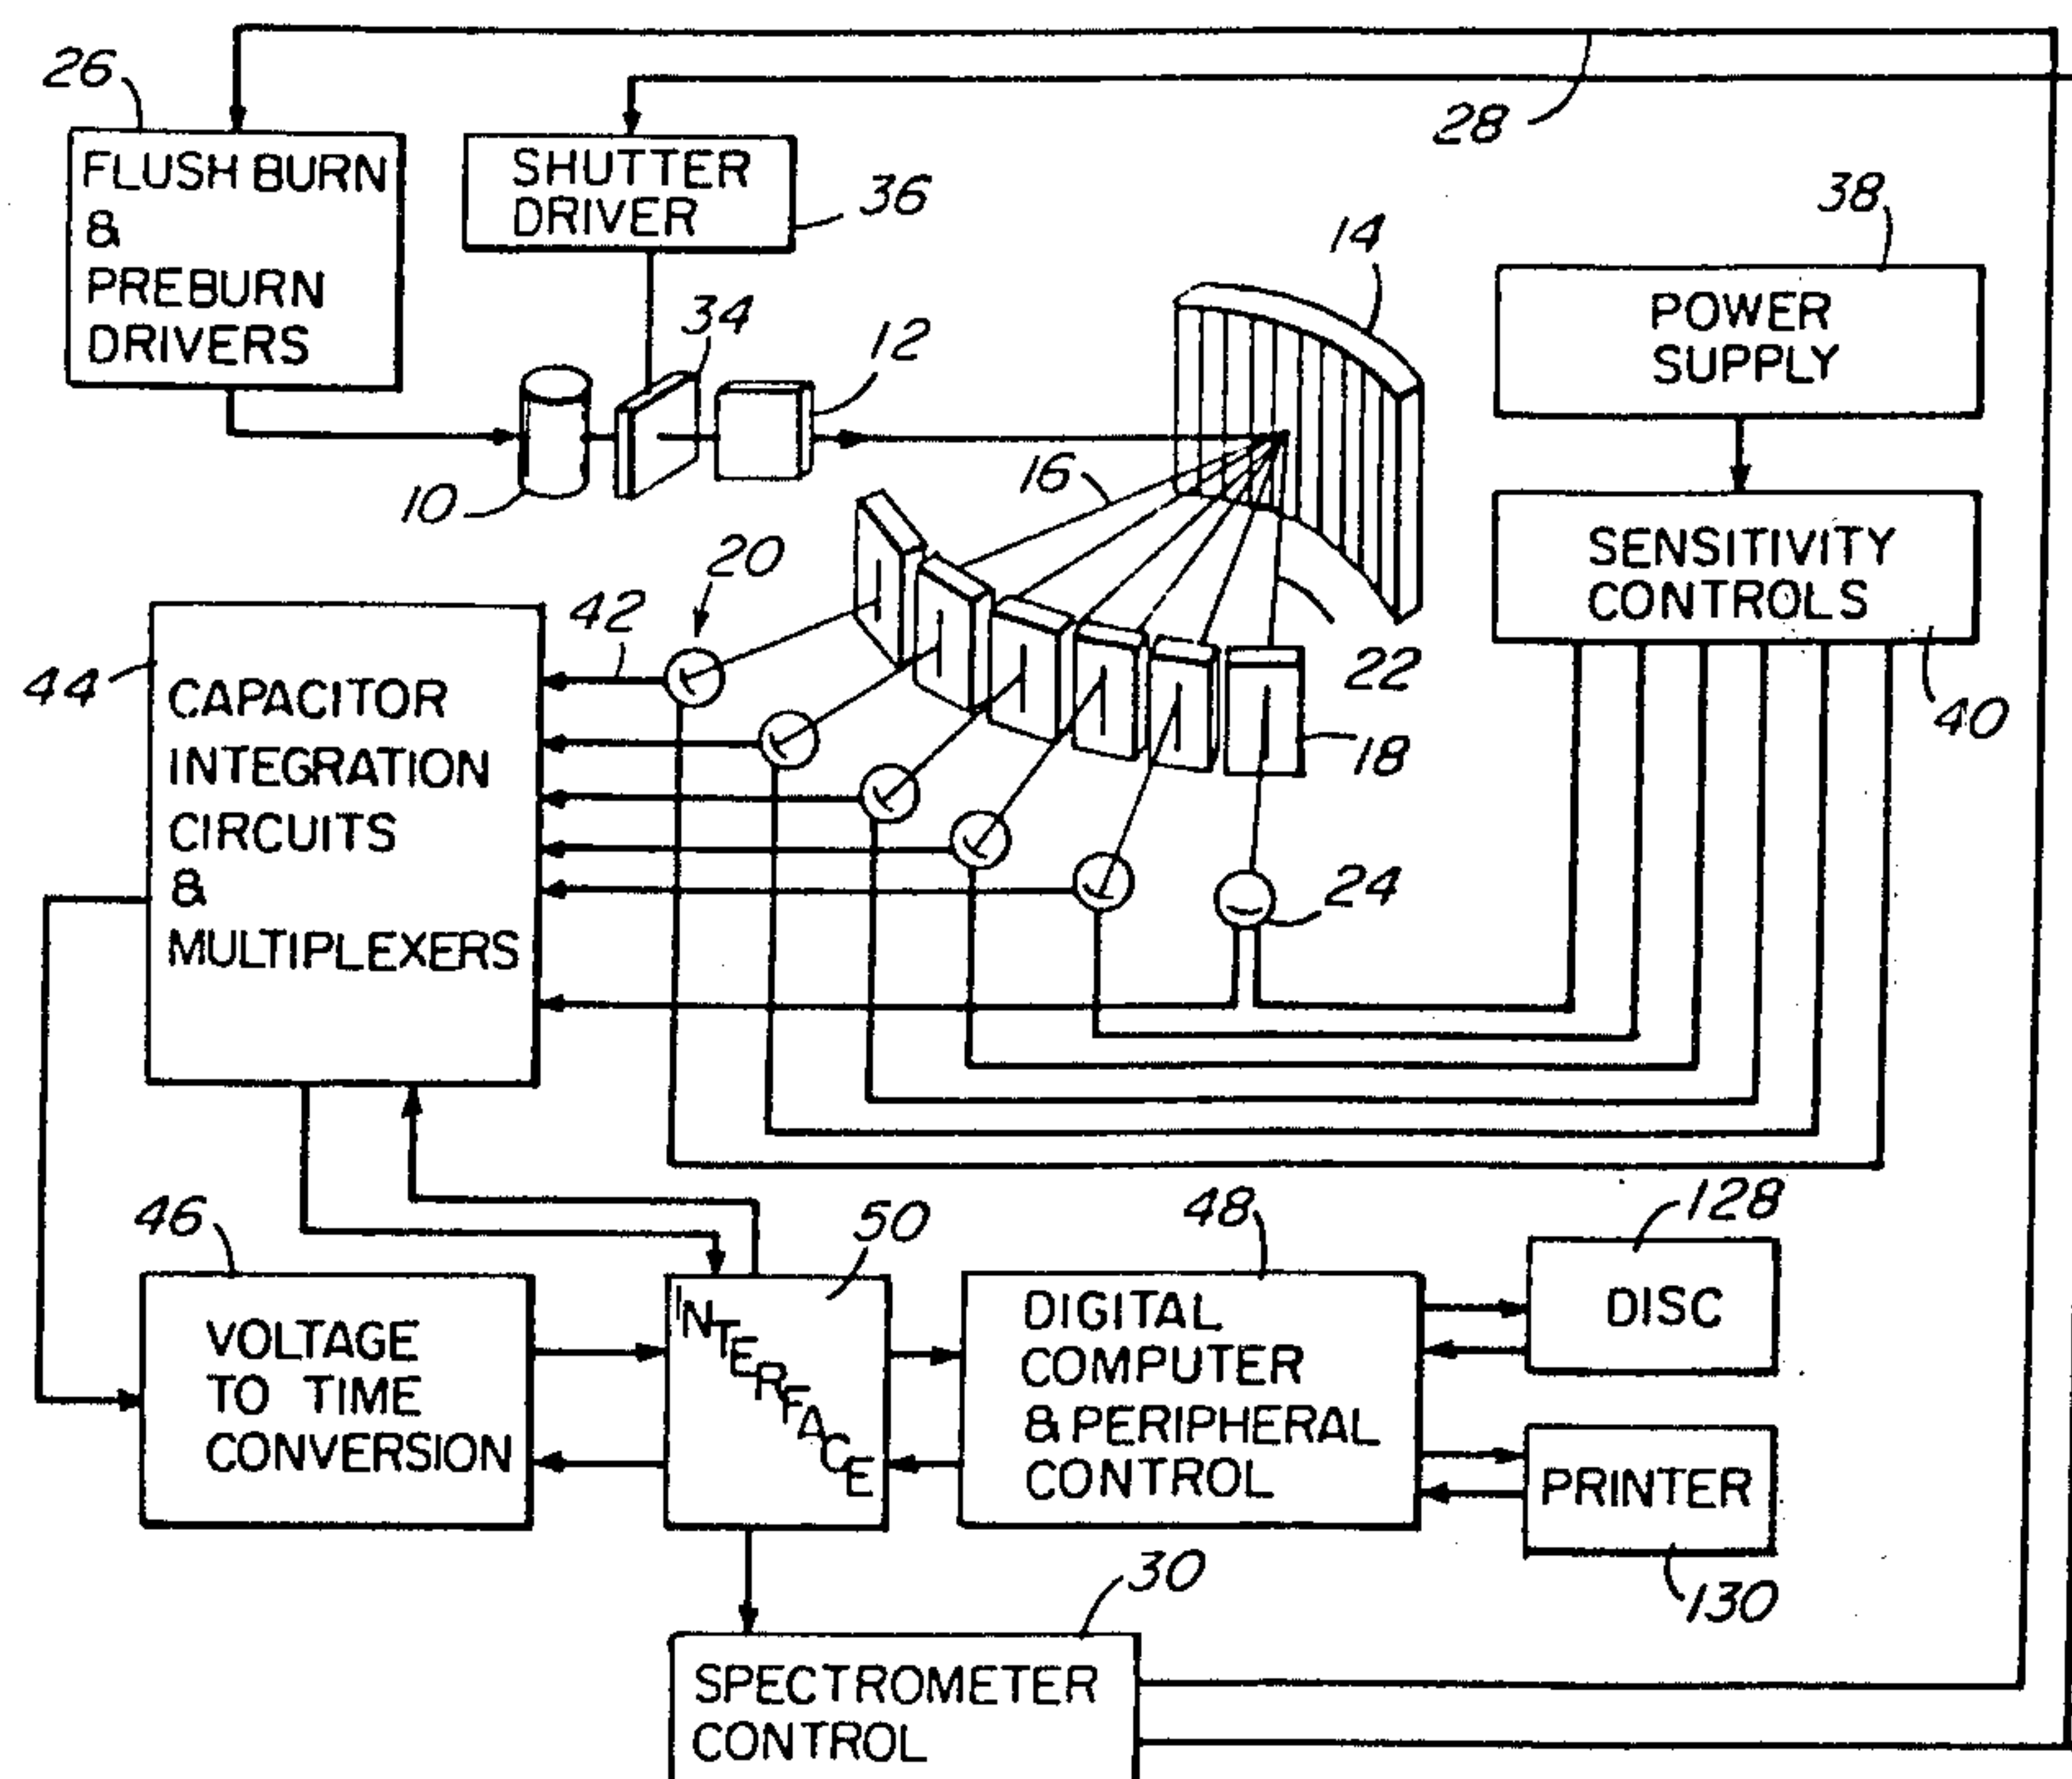 26
28
FLUSH BURN
&
PREBURN
DRIVERS
SHUTTER
DRIVER
36
38
14
POWER
SUPPLY
34
12
10
16
SENSITIVITY
CONTROLS
20
42
22
40
44
CAPACITOR
INTEGRATION
CIRCUITS
&
MULTIPLEXERS
18
24
46
50
48
128
VOLTAGE
TO TIME
CONVERSION
INTERFACE
DIGITAL
COMPUTER
& PERIPHERAL
CONTROL
DISC
PRINTER
130
30
SPECTROMETER
CONTROL